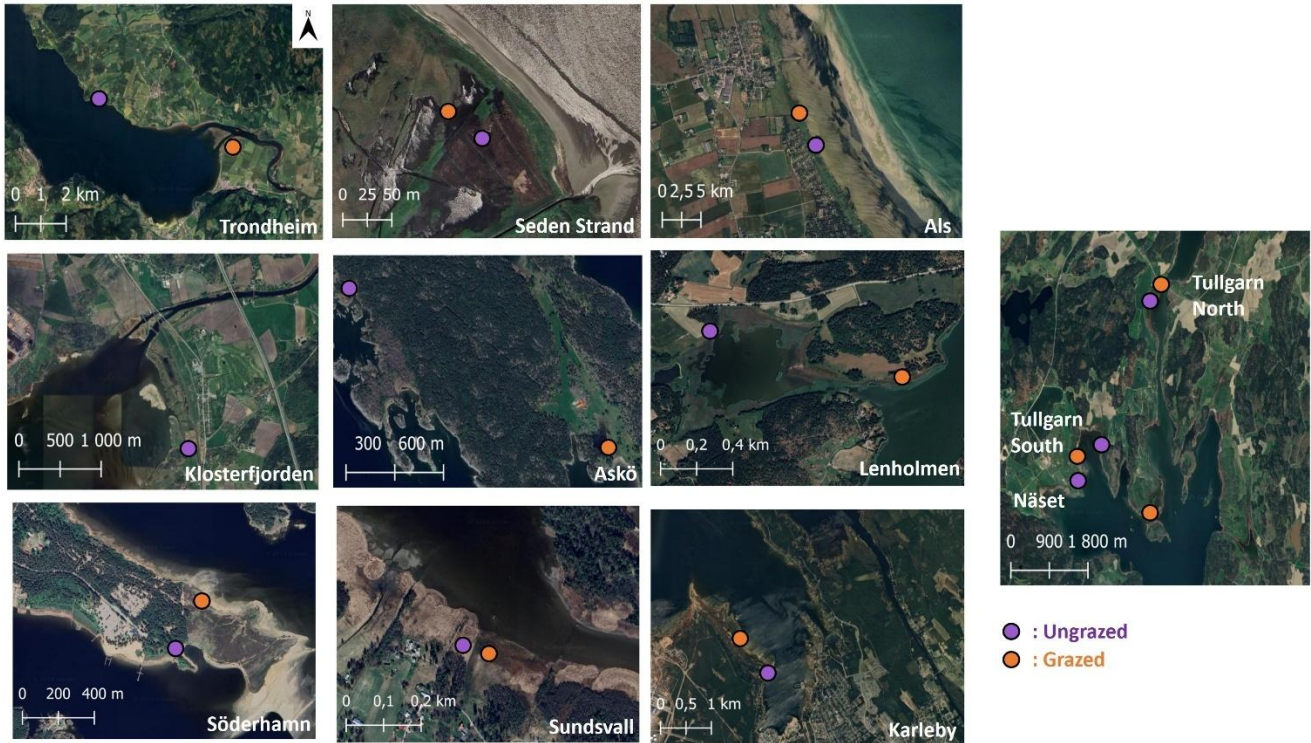 N
0 1 2 km
Trondheim
0 25 50 m
Seden Strand
0 2,5 5 km
Als
0 500 1 000 m
Klosterfjorden
300 600 m
Askö
0 0,2 0,4 km
Lenholmen
0 200 400 m
Söderhamn
0 0,1 0,2 km
Sundsvall
0 0,5 1 km
Karleby
Tullgarn
North
Tullgarn
South
Näset
0 900 1 800 m
: Ungrazed
: Grazed